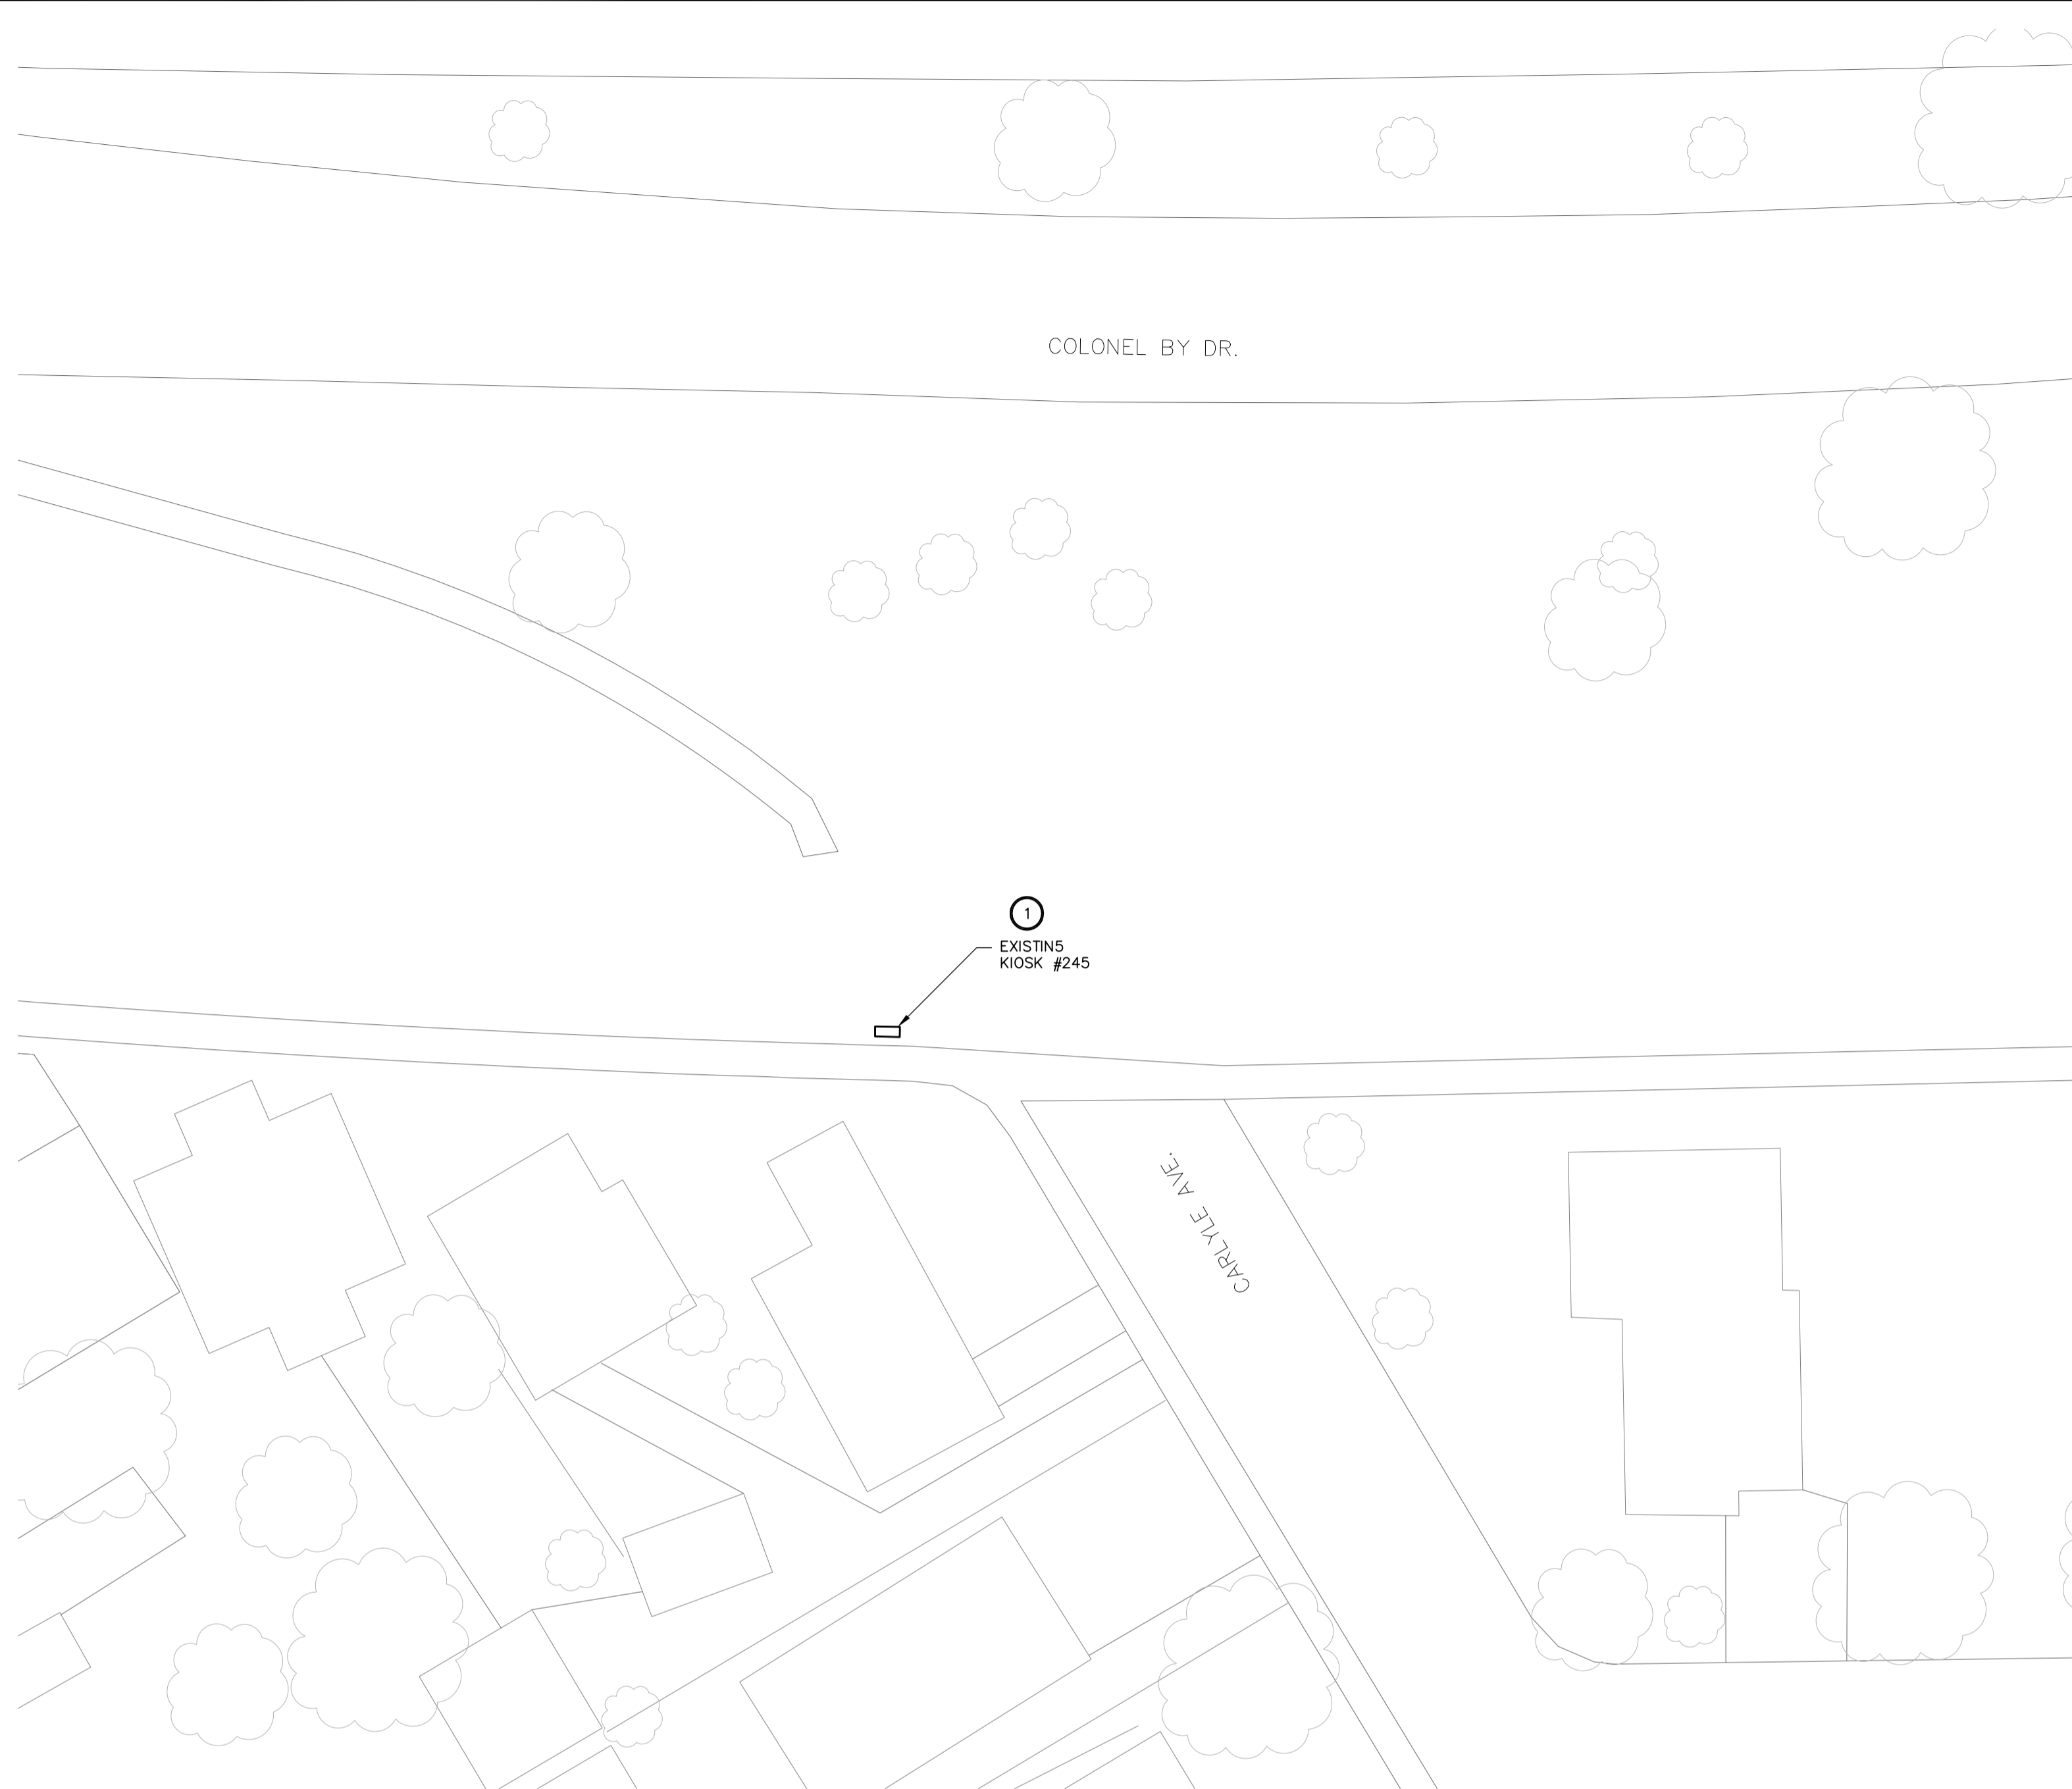 COLONEL BY DR.
1
EXISTIN5
KIOSK #245
CARLYLE AVE.